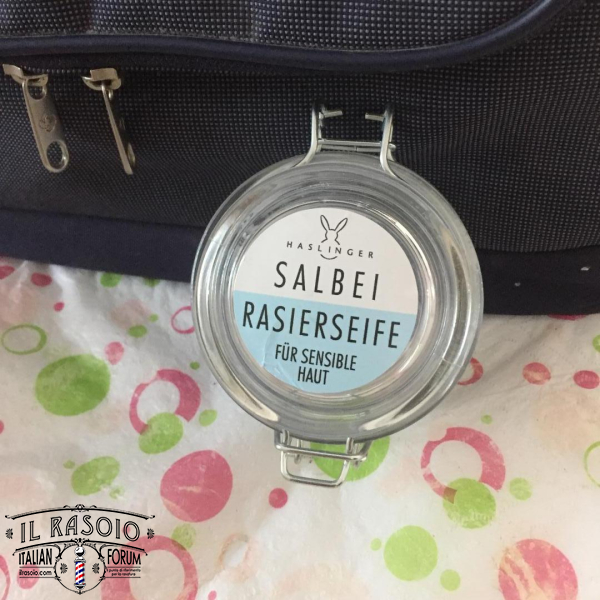 HASLINGER
SALBEI
RASIERSEIFE
FÜR SENSIBLE
HAUT
IL RASOIO
ITALIAN FORUM
ilrasoio.com